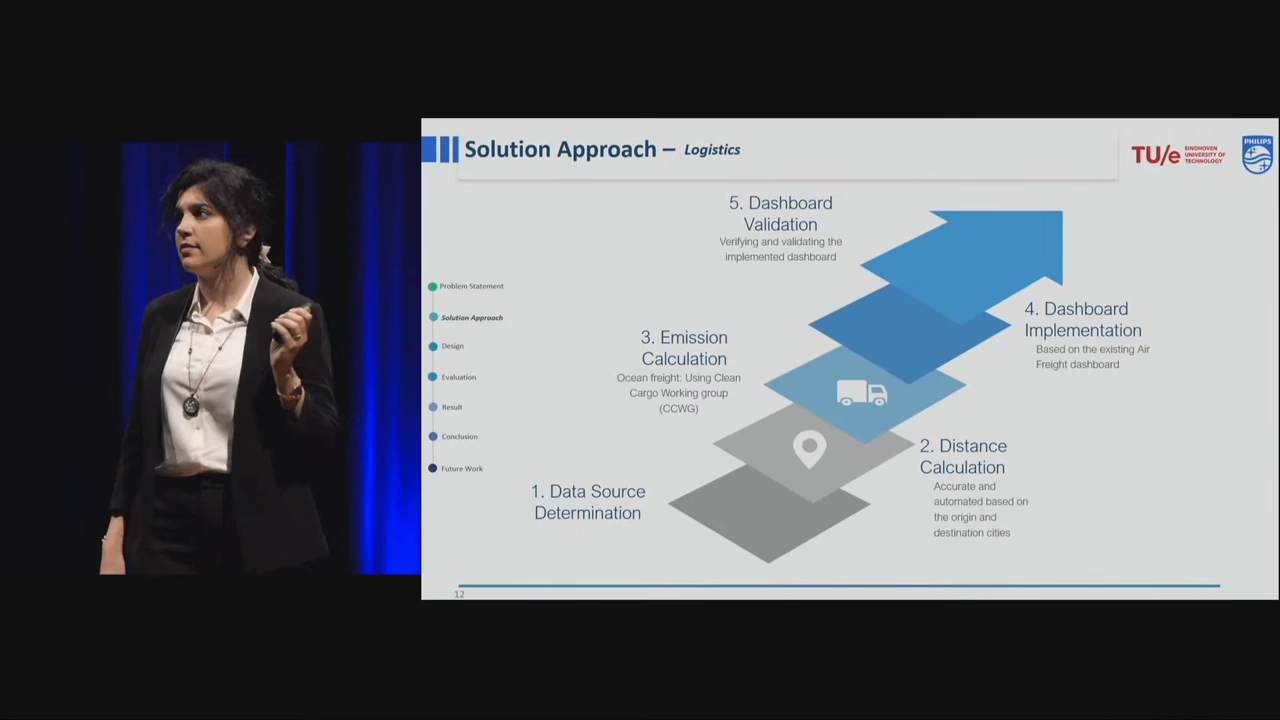 Solution Approach – Logistics
TU/e
EINDHOVEN
UNIVERSITY OF
TECHNOLOGY
PHILIPS
Problem Statement
Solution Approach
Design
Evaluation
Result
Conclusion
Future Work
5. Dashboard
Validation
Verifying and validating the
implemented dashboard
4. Dashboard
Implementation
Based on the existing Air
Freight dashboard
3. Emission
Calculation
Ocean freight: Using Clean
Cargo Working group
(CCWG)
2. Distance
Calculation
Accurate and
automated based on
the origin and
destination cities
1. Data Source
Determination
12